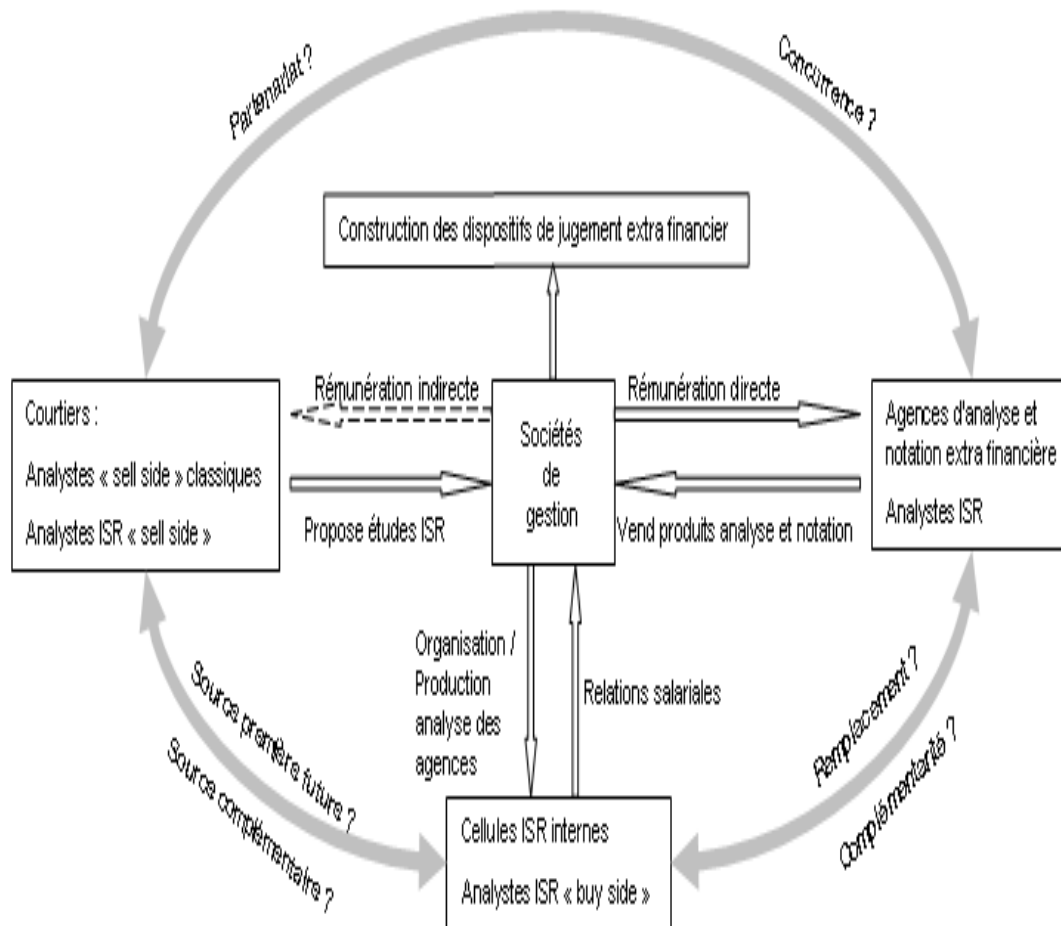 Partenariat ?
Concurrence ?
Construction des dispositifs de jugement extra financier
Courtiers :
Analystes « sell side » classiques
Analystes ISR « sell side »
Rémunération indirecte
Propose études ISR
Sociétés
de
gestion
Rémunération directe
Vend produits analyse et notation
Agences d'analyse et
notation extra financière
Analystes ISR
Organisation /
Production
analyse des
agences
Relations salariales
Source première future ?
Source complémentaire ?
Remplacement ?
Complémentarité ?
Cellules ISR internes
Analystes ISR « buy side »